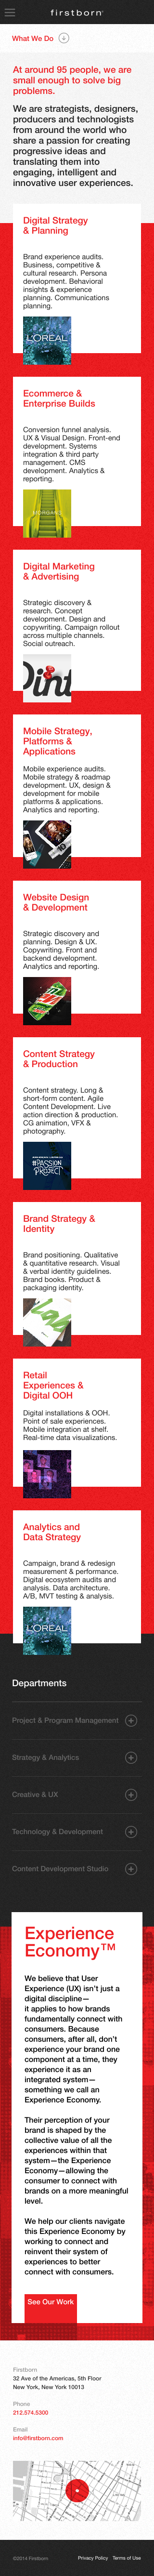 firstborn
What We Do
At around 95 people, we are
small enough to solve big
problems.
We are strategists, designers,
producers and technologists
from around the world who
share a passion for creating
progressive ideas and
translating them into
engaging, intelligent and
innovative user experiences.
Digital Strategy
& Planning
Brand experience audits.
Business, competitive &
cultural research. Persona
development. Behavioral
insights & experience
planning. Communications
planning.
L'ORÉAL
Ecommerce &
Enterprise Builds
Conversion funnel analysis.
UX & Visual Design. Front-end
development. Systems
integration & third party
management. CMS
development. Analytics &
reporting.
Digital Marketing
& Advertising
Strategic discovery &
research. Concept
development. Design and
copywriting. Campaign rollout
across multiple channels.
Social outreach.
Mobile Strategy,
Platforms &
Applications
Mobile experience audits.
Mobile strategy & roadmap
development. UX, design &
development for mobile
platforms & applications.
Analytics and reporting.
Website Design
& Development
Strategic discovery and
planning. Design & UX.
Copywriting. Front and
backend development.
Analytics and reporting.
Content Strategy
& Production
Content strategy. Long &
short-form content. Agile
Content Development. Live
action direction & production.
CG animation, VFX &
photography.
#PASSION
PROJECT
Brand Strategy &
Identity
Brand positioning. Qualitative
& quantitative research. Visual
& verbal identity guidelines.
Brand books. Product &
packaging identity.
Retail
Experiences &
Digital OOH
Digital installations & OOH.
Point of sale experiences.
Mobile integration at shelf.
Real-time data visualizations.
Analytics and
Data Strategy
Campaign, brand & redesign
measurement & performance.
Digital ecosystem audits and
analysis. Data architecture.
A/B, MVT testing & analysis.
L'ORÉAL
Departments
Project & Program Management
Strategy & Analytics
Creative & UX
Technology & Development
Content Development Studio
Experience
Economy™
We believe that User
Experience (UX) isn't just a
digital discipline—
it applies to how brands
fundamentally connect with
consumers. Because
consumers, after all, don't
experience your brand one
component at a time, they
experience it as an
integrated system—
something we call an
Experience Economy.
Their perception of your
brand is shaped by the
collective value of all the
experiences within that
system—the Experience
Economy—allowing the
consumer to connect with
brands on a more meaningful
level.
We help our clients navigate
this Experience Economy by
working to connect and
reinvent their system of
experiences to better
connect with consumers.
See Our Work
Firstborn
32 Ave of the Americas, 5th Floor
New York, New York 10013
Phone
212.574.5300
Email
info@firstborn.com
©2014 Firstborn
Privacy Policy Terms of Use